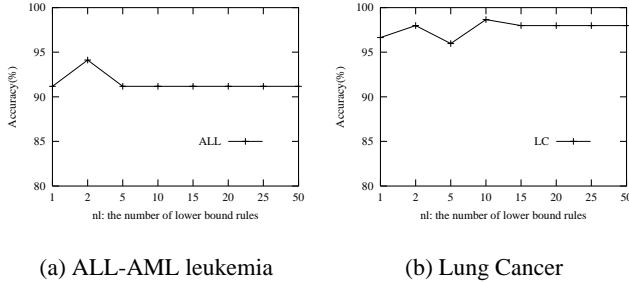 100
95
90
85
80
Accuracy(%)
ALL
1 2 5 10 15 20 25 50
nl: the number of lower bound rules
(a) ALL-AML leukemia
100
95
90
85
80
Accuracy(%)
LC
1 2 5 10 15 20 25 50
nl: the number of lower bound rules
(b) Lung Cancer